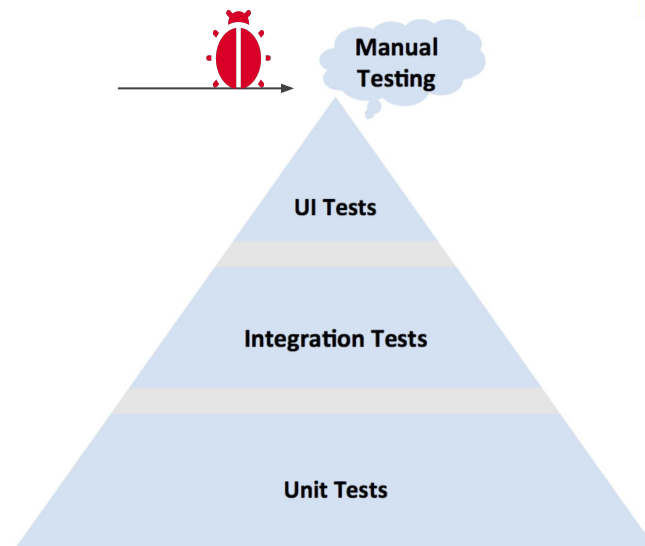 Manual
Testing
UI Tests
Integration Tests
Unit Tests